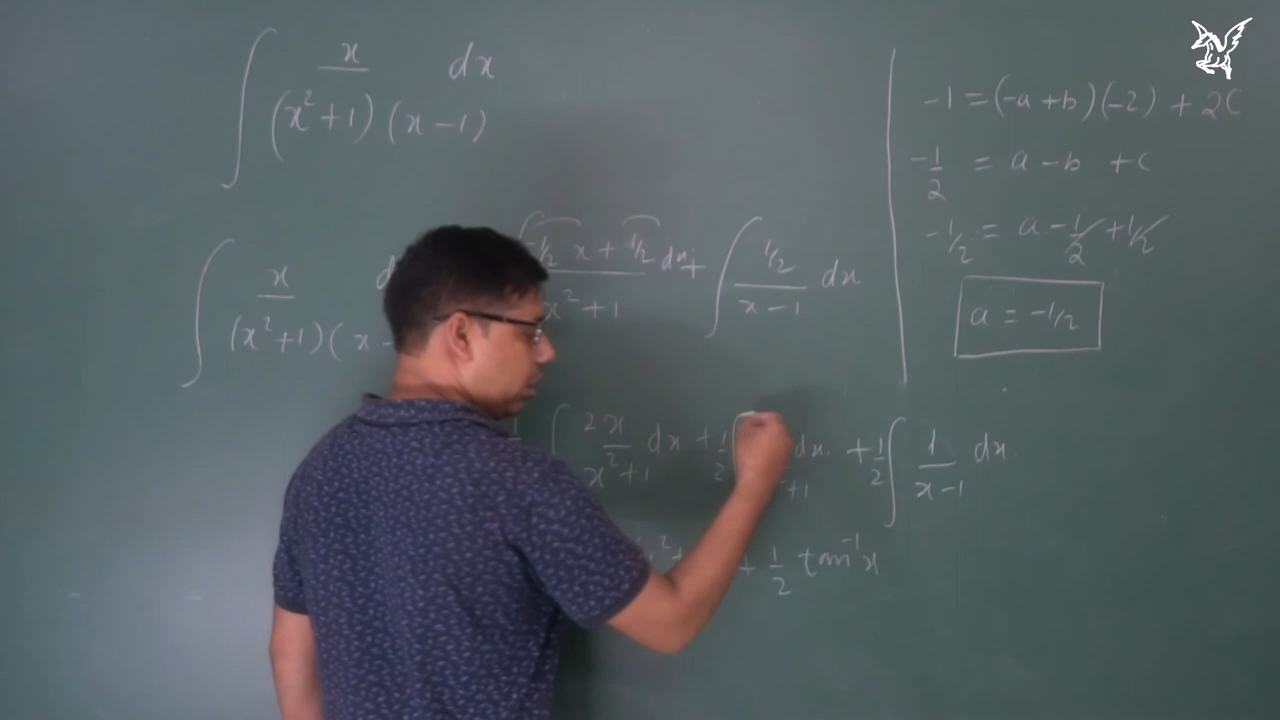 ∫ x/((x²+1)(x-1)) dx
∫ x/((x²+1)(x- d
∫ (-1/2 x + 1/2)/(x²+1) dx + ∫ (1/2)/(x-1) dx
∫ 2x/(x²+1) dx + 1/2 ∫ +1 dx + 1/2 ∫ 1/(x-1) dx
x² + + 1/2 tan⁻¹x
-1 = (-a+b)(-2) + 2C
-1/2 = a - b + c
-1/2 = a - 1/2 + 1/2
a = -1/2